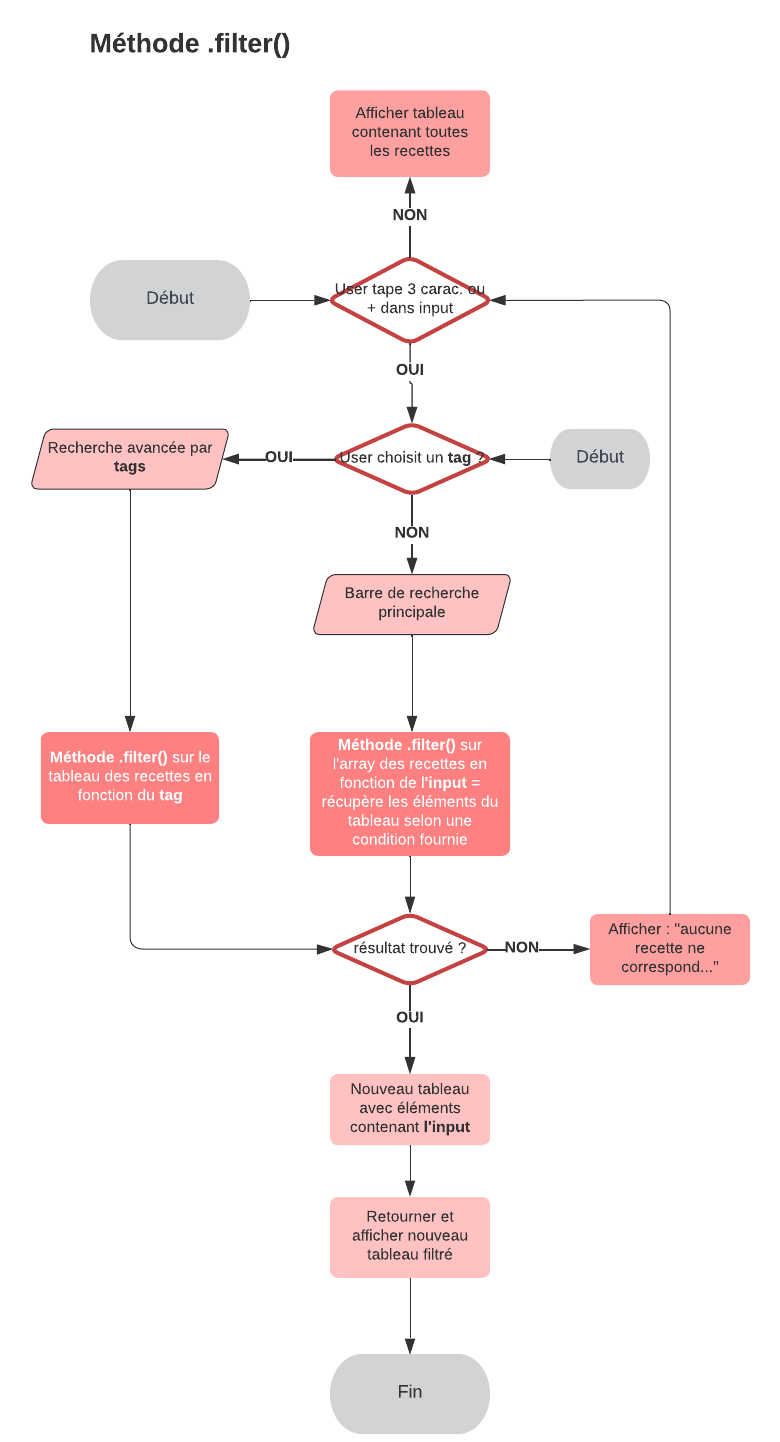 Méthode .filter()
Afficher tableau
contenant toutes
les recettes
NON
Début
User tape 3 carac. ou
+ dans input
OUI
Recherche avancée par
tags
OUI
User choisit un tag ?
Début
NON
Barre de recherche
principale
Méthode .filter() sur le
tableau des recettes en
fonction du tag
Méthode .filter() sur
l'array des recettes en
fonction de l'input =
récupère les éléments du
tableau selon une
condition fournie
résultat trouvé ?
NON
Afficher : "aucune
recette ne
correspond..."
OUI
Nouveau tableau
avec éléments
contenant l'input
Retourner et
afficher nouveau
tableau filtré
Fin